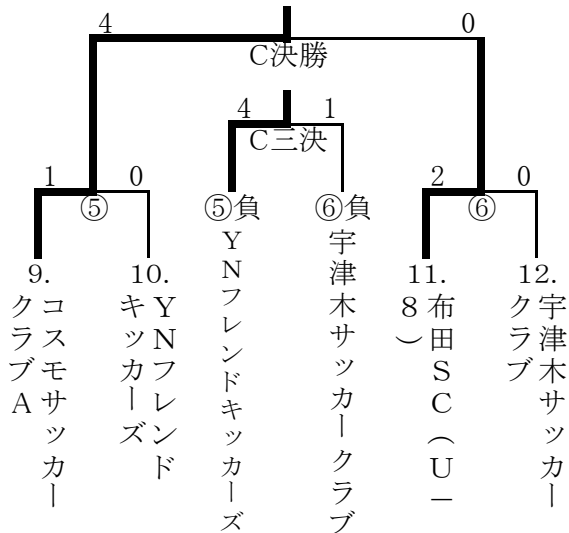 4
0
C決勝
4
1
C三決
1
0
2
0
⑤
⑤負
⑥負
⑥
9.
コスモサッカー
クラブA
10.
YNフレンド
キッカーズ
YNフレンドキッカーズ
宇津木サッカークラブ
11.
布田SC(U-
8)
12.
宇津木サッカー
クラブ